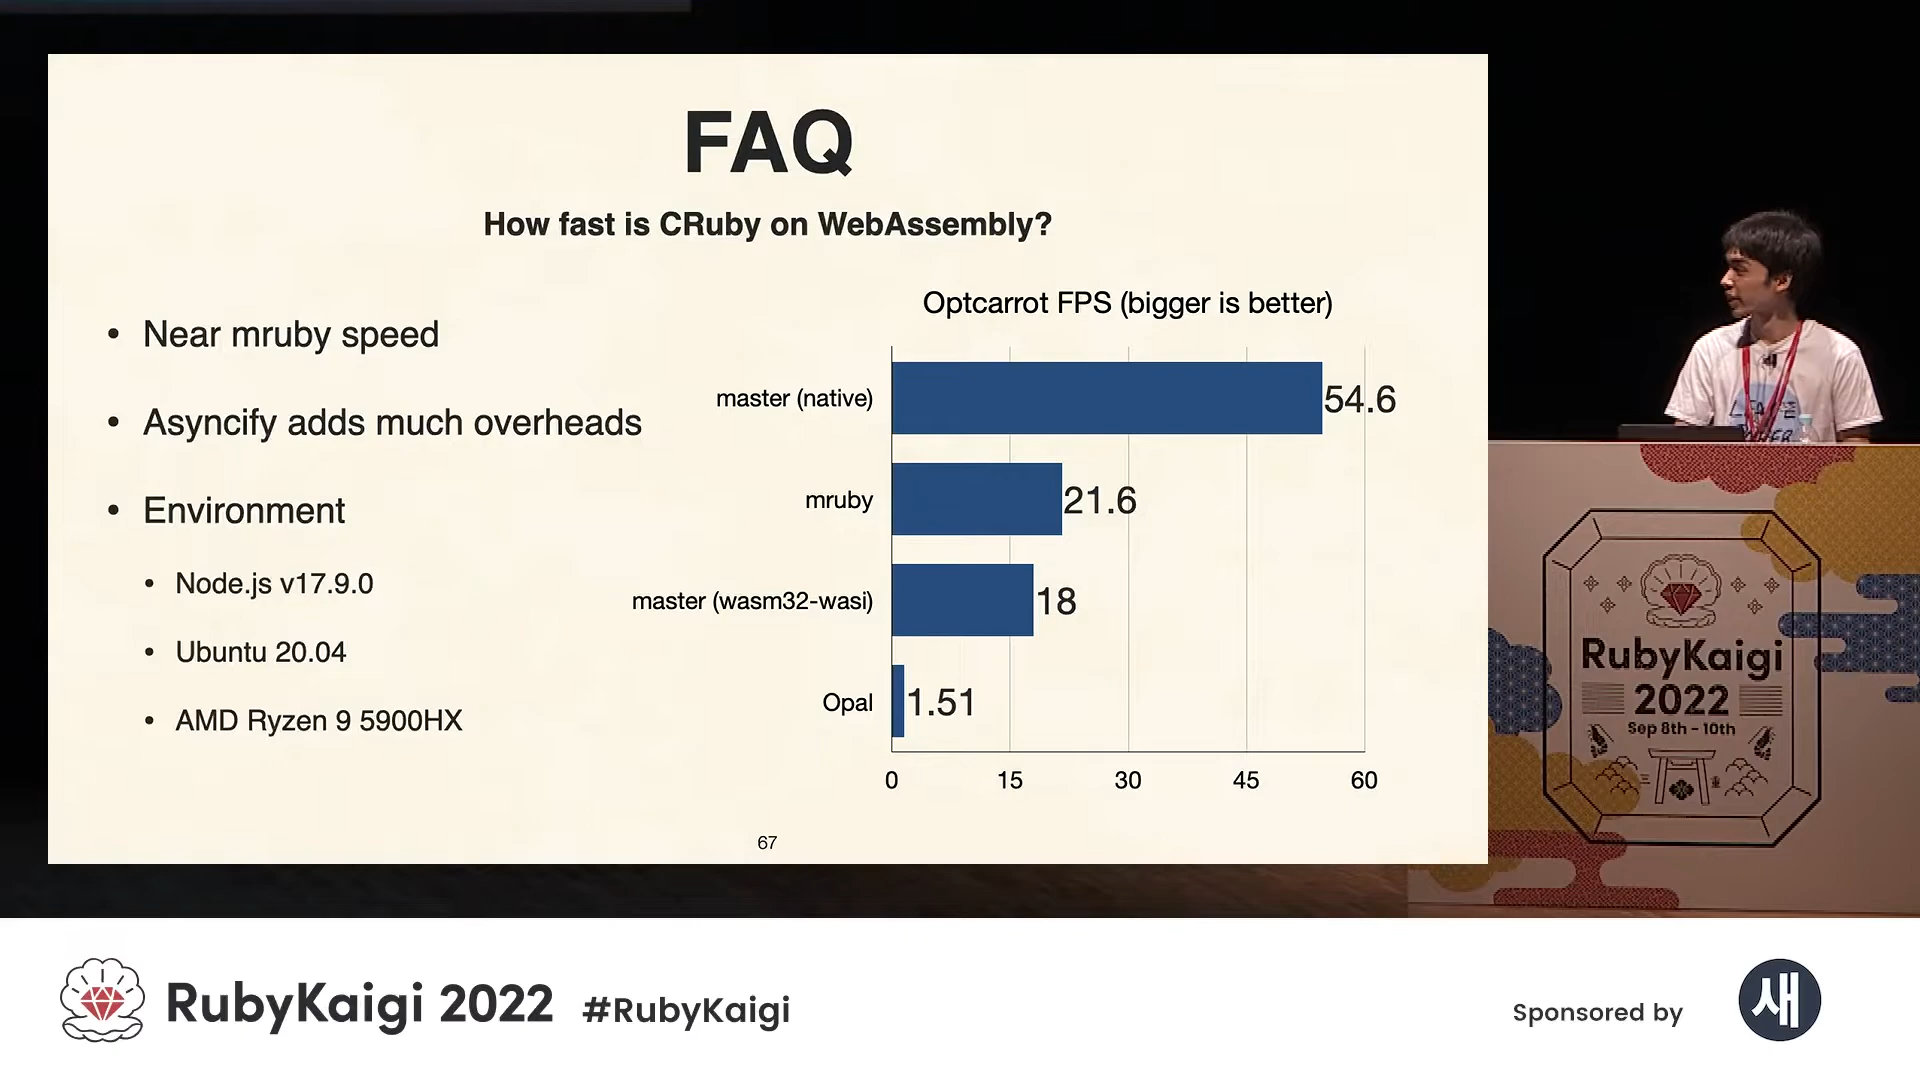 FAQ
How fast is CRuby on WebAssembly?
• Near mruby speed
• Asyncify adds much overheads
• Environment
• Node.js v17.9.0
• Ubuntu 20.04
• AMD Ryzen 9 5900HX
Optcarrot FPS (bigger is better)
master (native) 54.6
mruby 21.6
master (wasm32-wasi) 18
Opal 1.51
0 15 30 45 60
67
RubyKaigi
2022
Sep 8th - 10th
RubyKaigi 2022 #RubyKaigi
Sponsored by 새